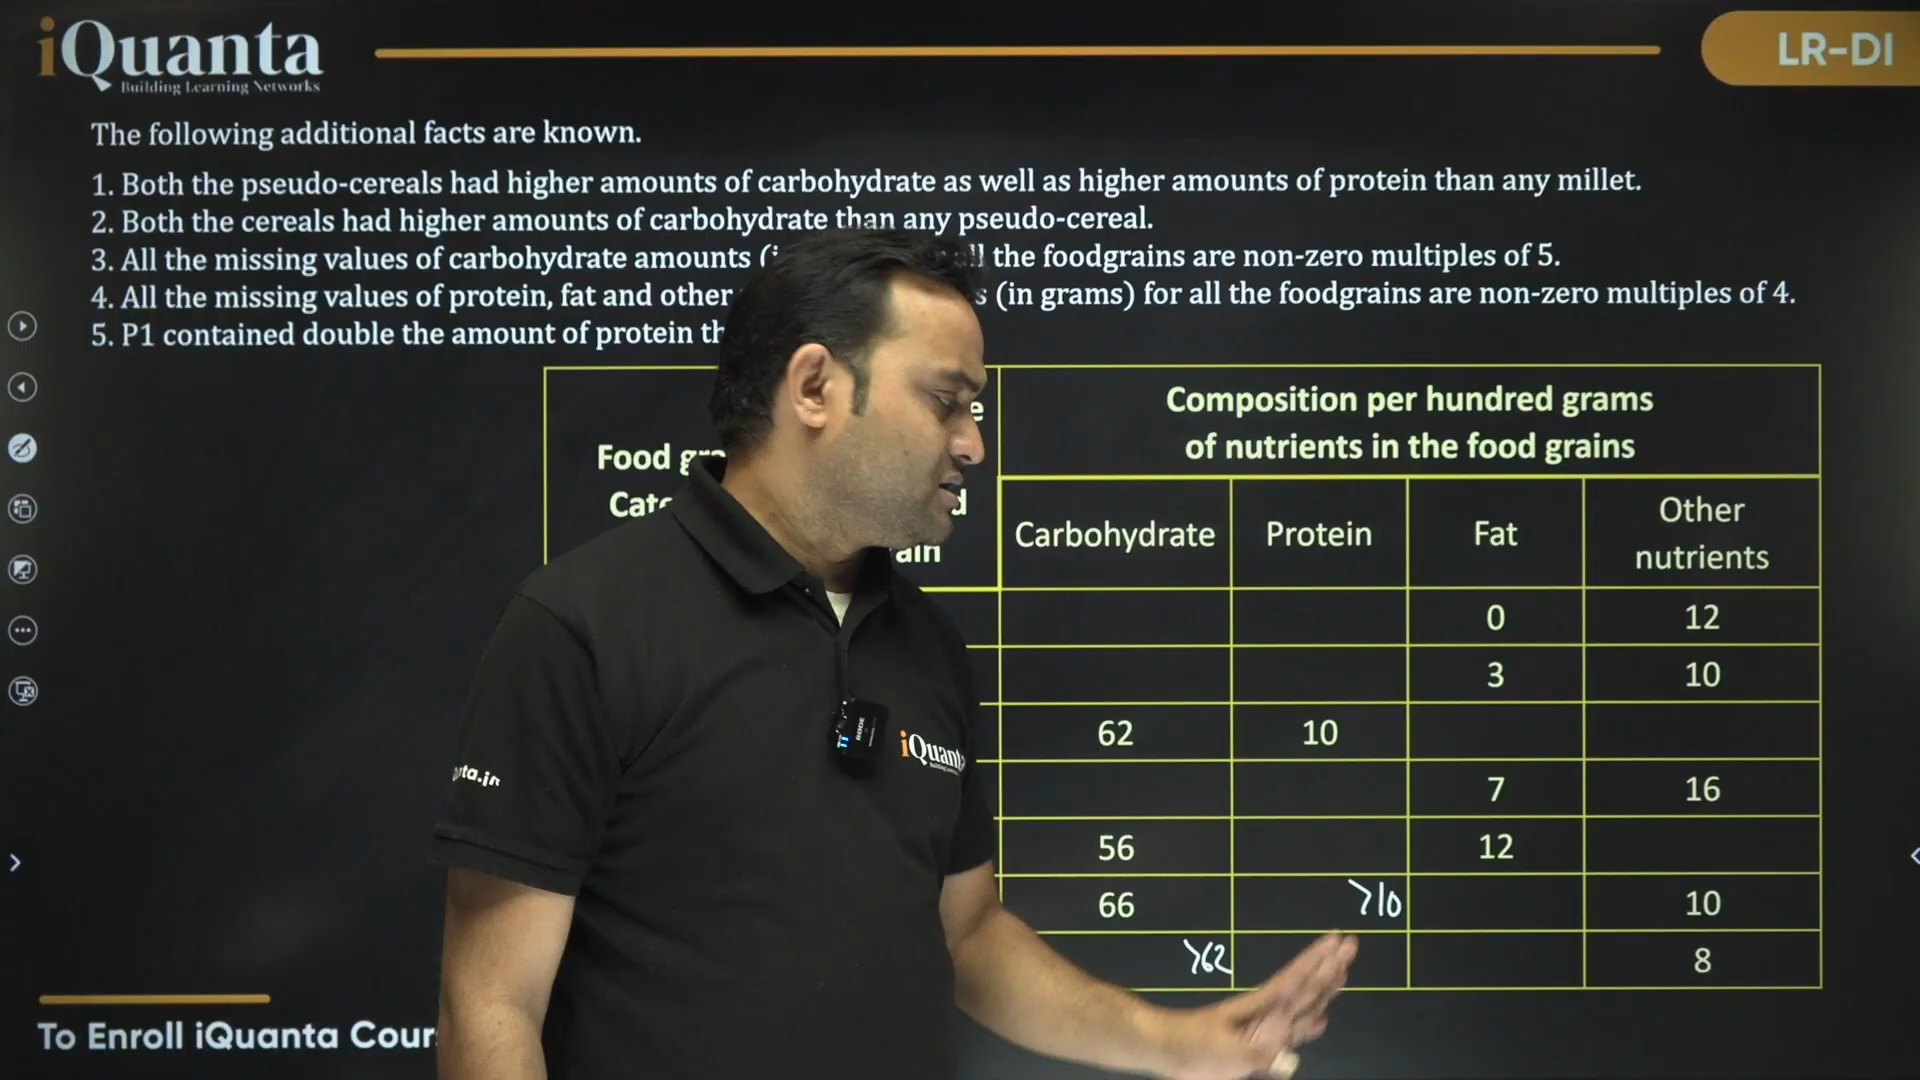 iQuanta
Building Learning Networks
LR-DI
The following additional facts are known.
1. Both the pseudo-cereals had higher amounts of carbohydrate as well as higher amounts of protein than any millet.
2. Both the cereals had higher amounts of carbohydrate than any pseudo-cereal.
3. All the missing values of carbohydrate amounts all the foodgrains are non-zero multiples of 5.
4. All the missing values of protein, fat and other (in grams) for all the foodgrains are non-zero multiples of 4.
5. P1 contained double the amount of protein
Composition per hundred grams
of nutrients in the food grains
Food
Carbohydrate Protein Fat Other nutrients
0 12
3 10
62 10
7 16
56 12
66 >10 10
>62 8
iQuanta
RODE
To Enroll iQuanta